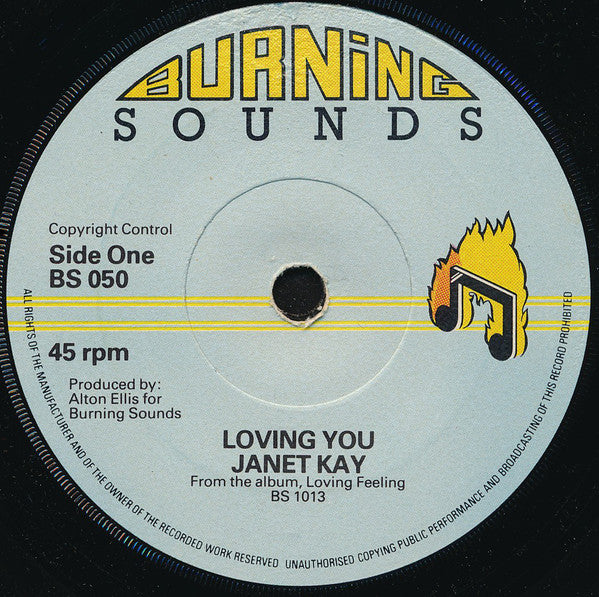 BURNiNG
SOUNDS
Copyright Control
Side One
BS 050
45 rpm
Produced by:
Alton Ellis for
Burning Sounds
LOVING YOU
JANET KAY
From the album, Loving Feeling
BS 1013
ALL RIGHTS OF THE MANUFACTURER AND OF THE OWNER OF THE RECORDED WORK RESERVED UNAUTHORISED COPYING PUBLIC PERFORMANCE AND BROADCASTING OF THIS RECORD PROHIBITED